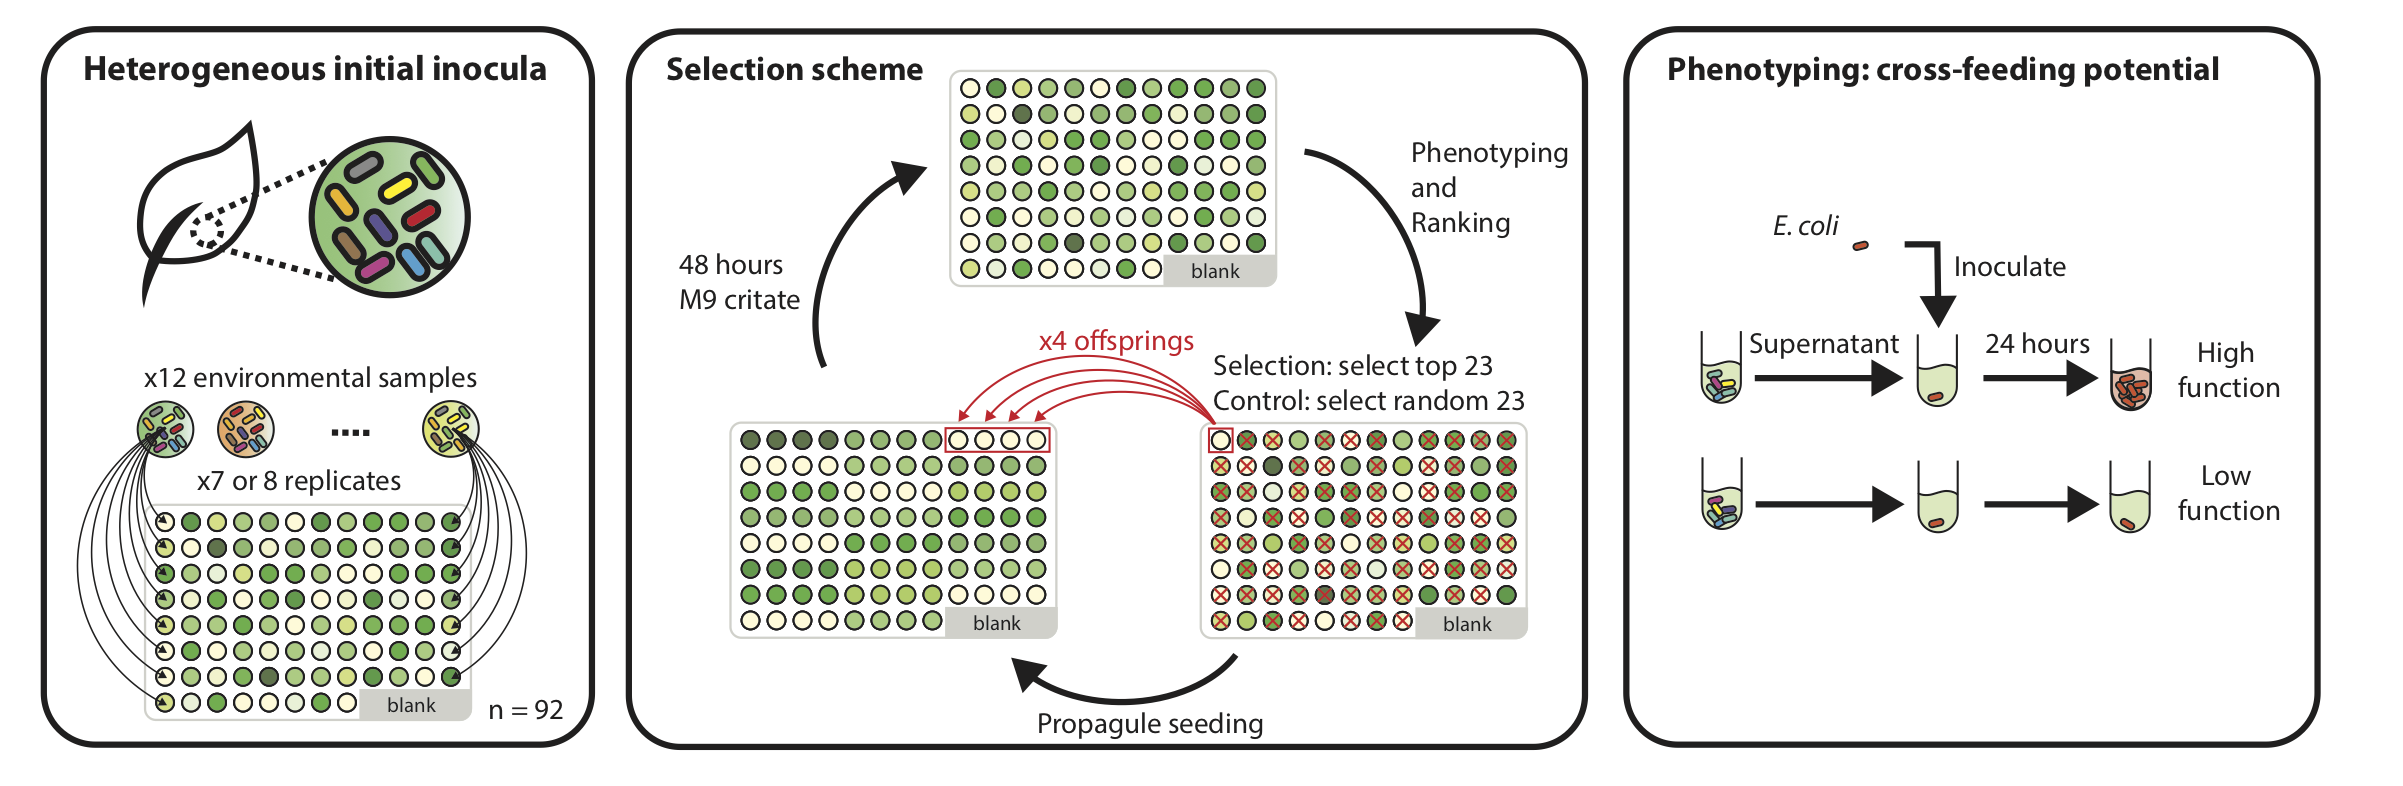 Heterogeneous initial inocula
x12 environmental samples
x7 or 8 replicates
blank
n = 92
Selection scheme
blank
Phenotyping
and
Ranking
48 hours
M9 critate
x4 offsprings
Selection: select top 23
Control: select random 23
blank
blank
Propagule seeding
Phenotyping: cross-feeding potential
E. coli
Inoculate
Supernatant
24 hours
High
function
Low
function